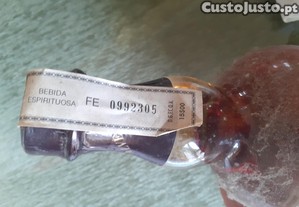 CustoJusto.pt
BEBIDA
ESPIRITUOSA
FE 0992305